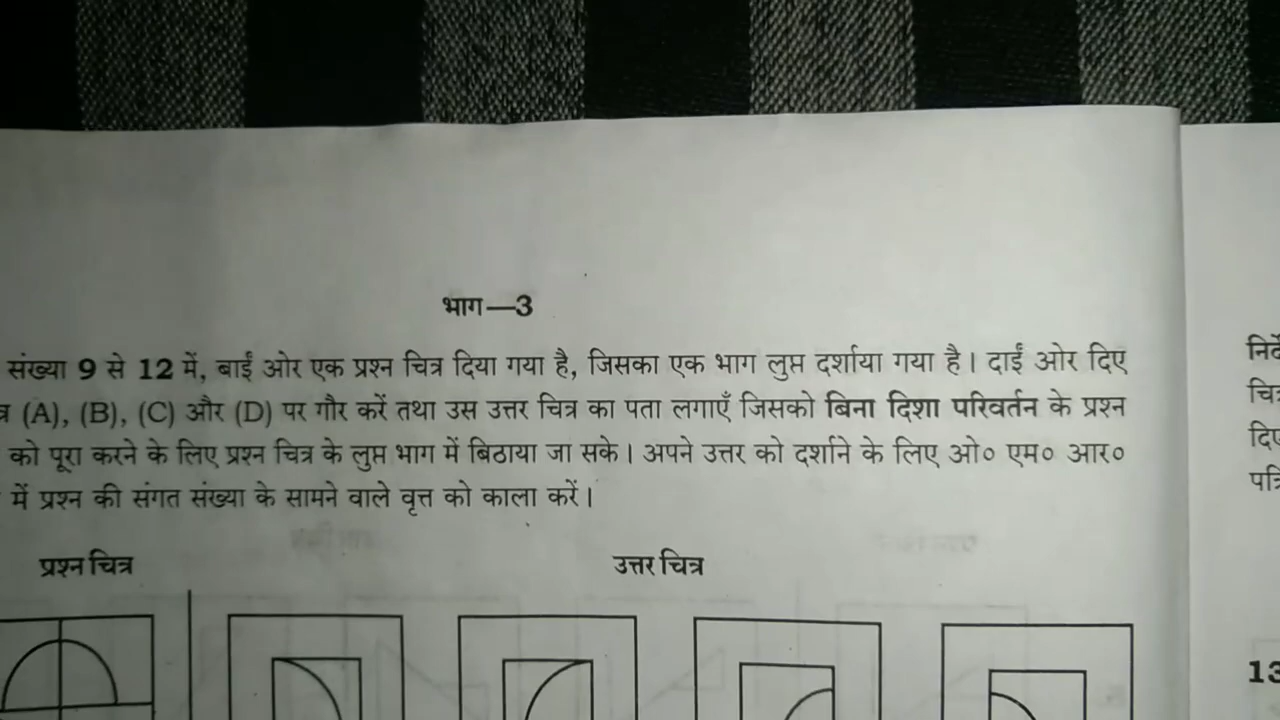 भाग—3
संख्या 9 से 12 में, बाईं ओर एक प्रश्न चित्र दिया गया है, जिसका एक भाग लुप्त दर्शाया गया है। दाईं ओर दिए
(A), (B), (C) और (D) पर गौर करें तथा उस उत्तर चित्र का पता लगाएँ जिसको बिना दिशा परिवर्तन के प्रश्न
को पूरा करने के लिए प्रश्न चित्र के लुप्त भाग में बिठाया जा सके। अपने उत्तर को दर्शाने के लिए ओ० एम० आर०
में प्रश्न की संगत संख्या के सामने वाले वृत्त को काला करें।
प्रश्न चित्र
उत्तर चित्र
13